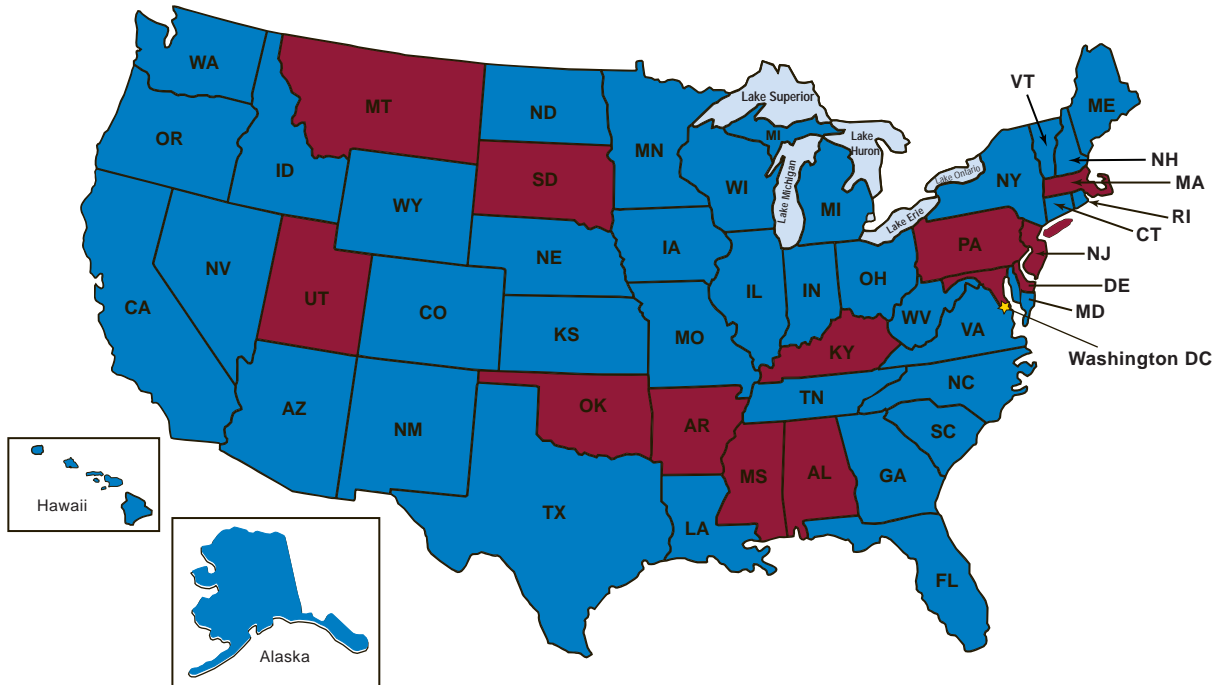 WA
OR
CA
NV
ID
MT
WY
UT
AZ
CO
NM
ND
SD
NE
KS
OK
TX
MN
IA
MO
AR
LA
WI
IL
MI
MI
IN
OH
KY
TN
MS
AL
GA
FL
SC
NC
VA
WV
PA
NY
ME
VT
NH
MA
RI
CT
NJ
DE
MD
Washington DC
Lake Superior
Lake Michigan
Lake
Huron
Lake Erie
Lake Ontario
Hawaii
Alaska